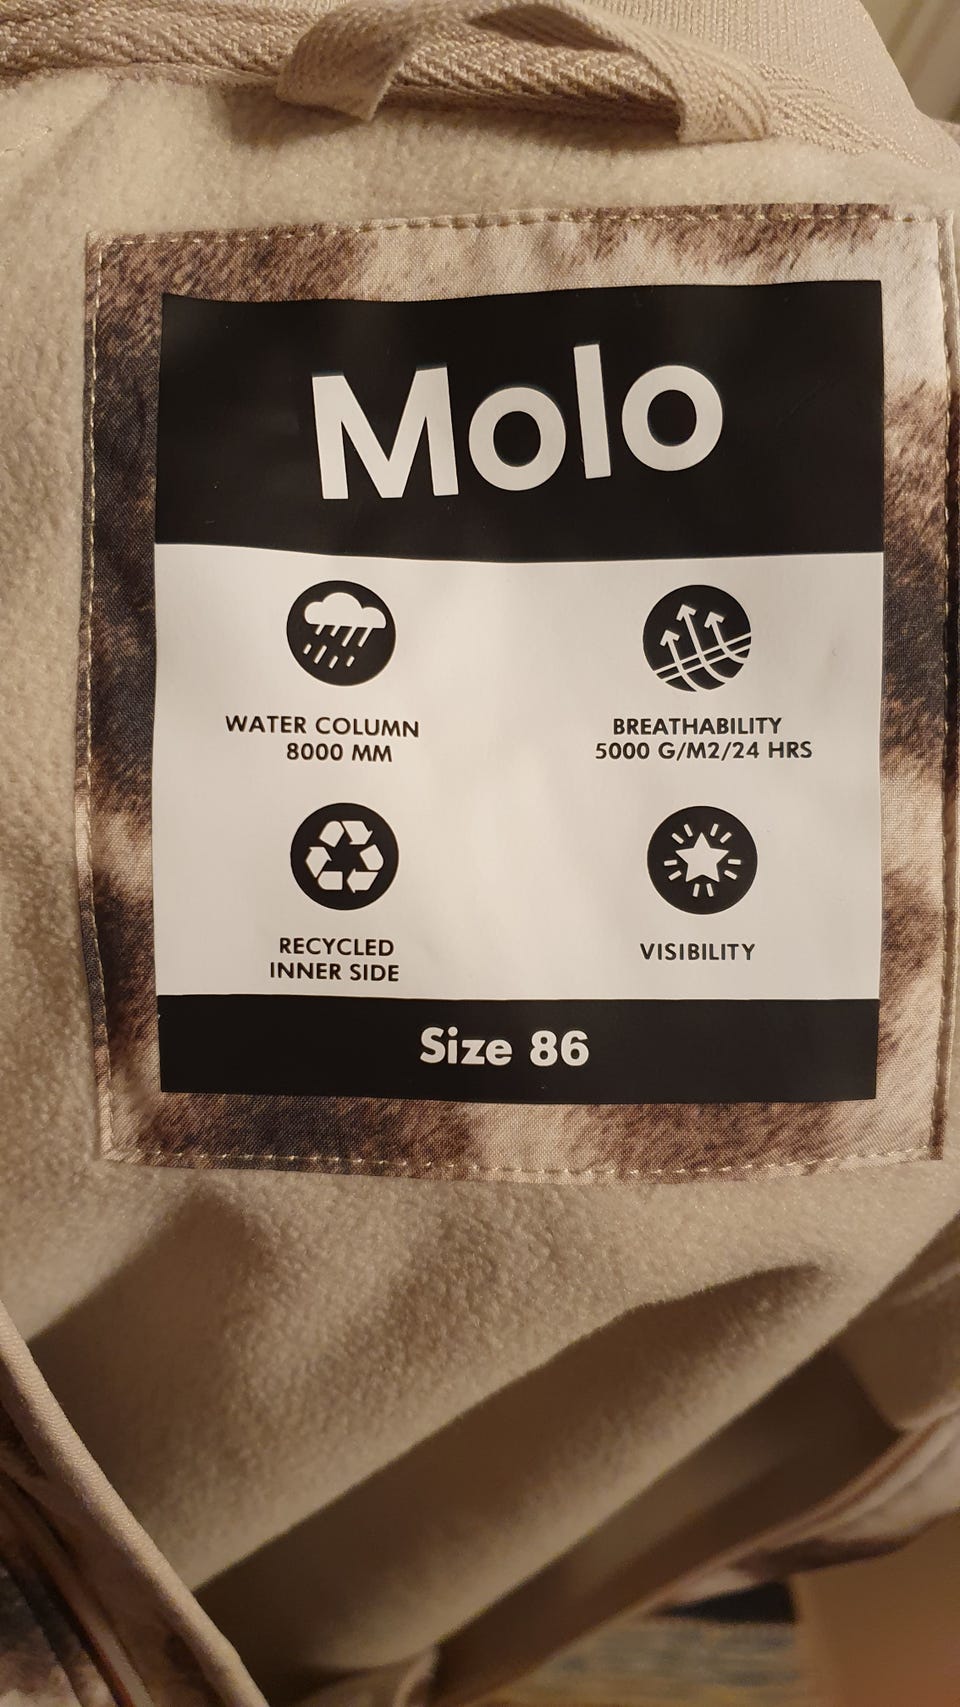 Molo
WATER COLUMN
8000 MM
BREATHABILITY
5000 G/M2/24 HRS
RECYCLED
INNER SIDE
VISIBILITY
Size 86